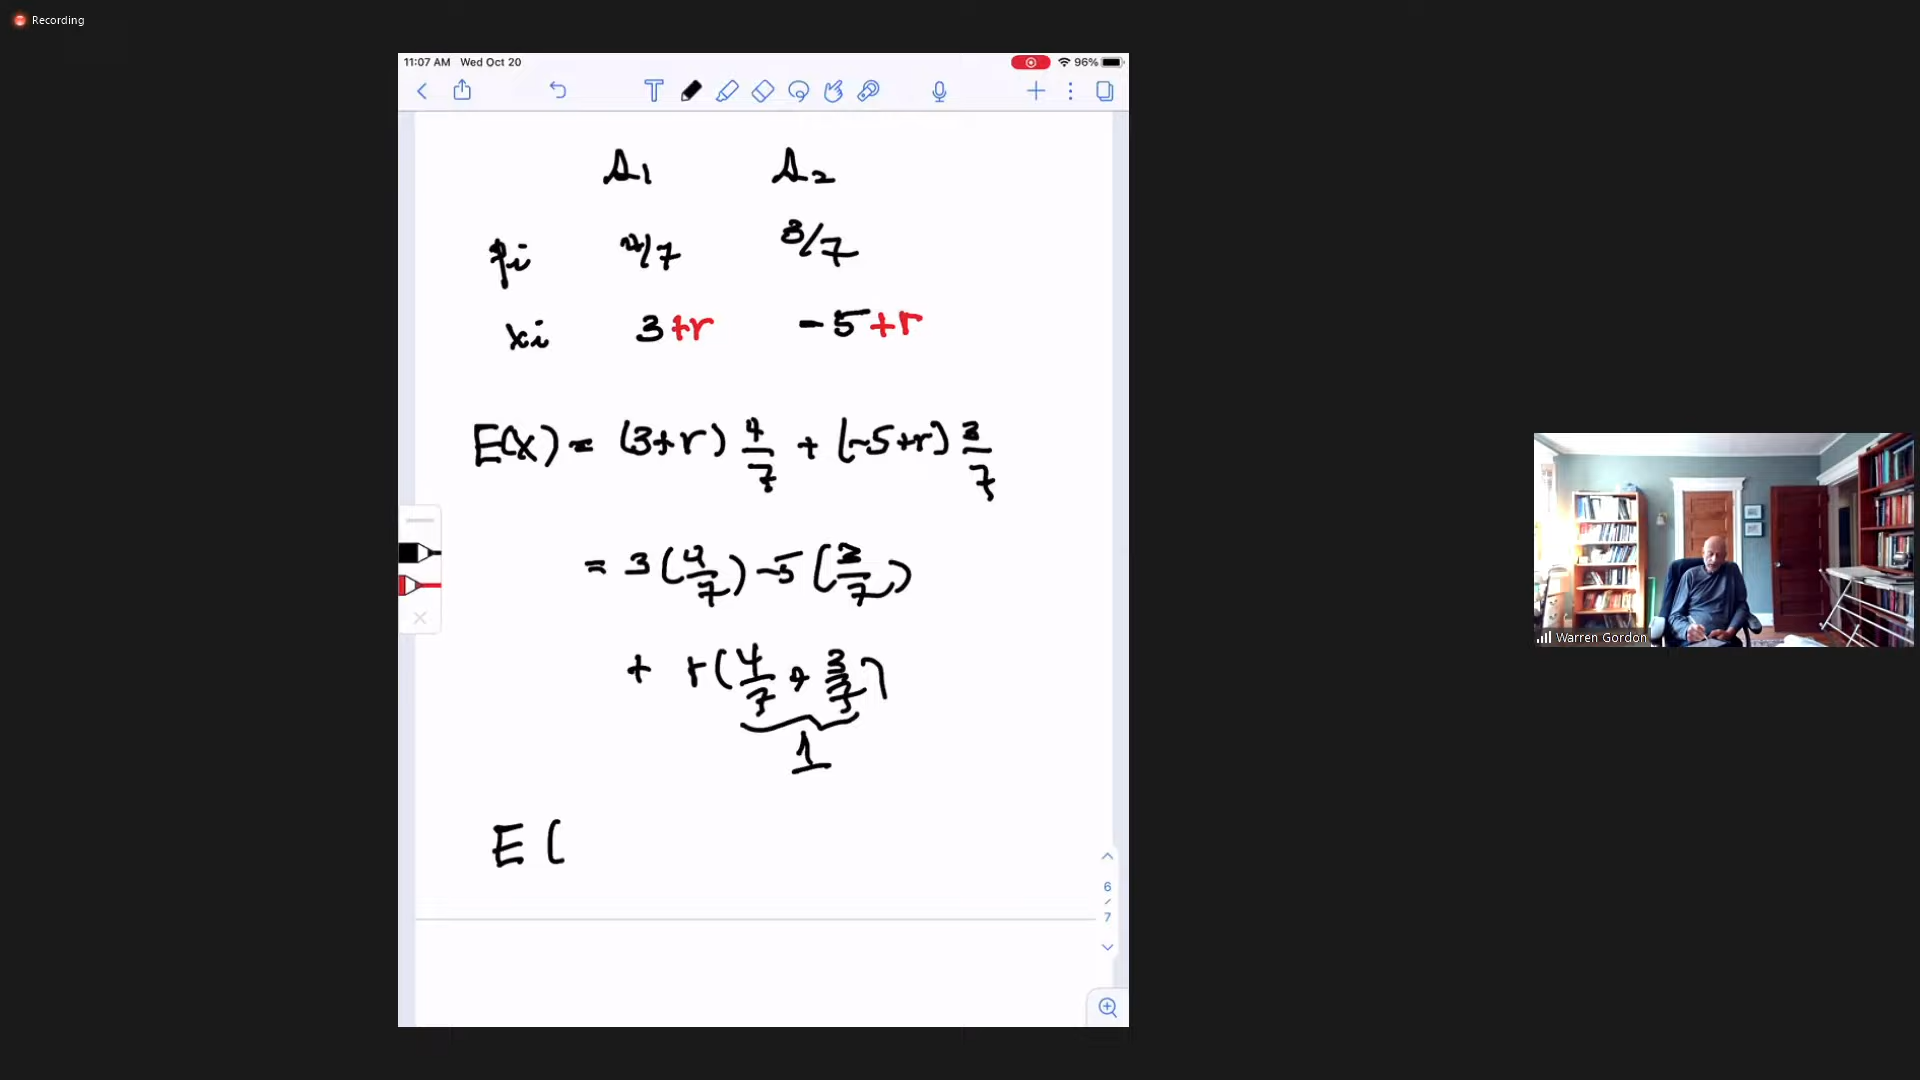 Recording
11:07 AM Wed Oct 20
96%
T
A1 A2
pi 4/7 3/7
xi 3+r -5+r
E(X) = (3+r) 4/7 + (-5+r) 3/7
= 3(4/7) -5(3/7)
+ r(4/7 + 3/7)
1
E(
6
/
7
Warren Gordon